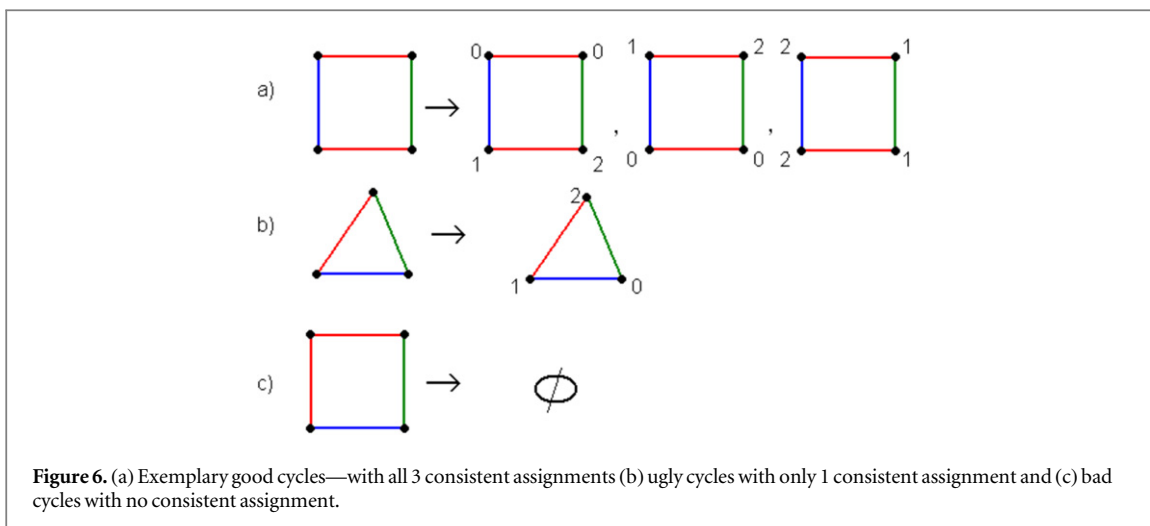 0 0 1 2 2 1
a)
, ,
1 2 0 0 2 1
2
b)
1 0
c)
Figure 6. (a) Exemplary good cycles—with all 3 consistent assignments (b) ugly cycles with only 1 consistent assignment and (c) bad
cycles with no consistent assignment.